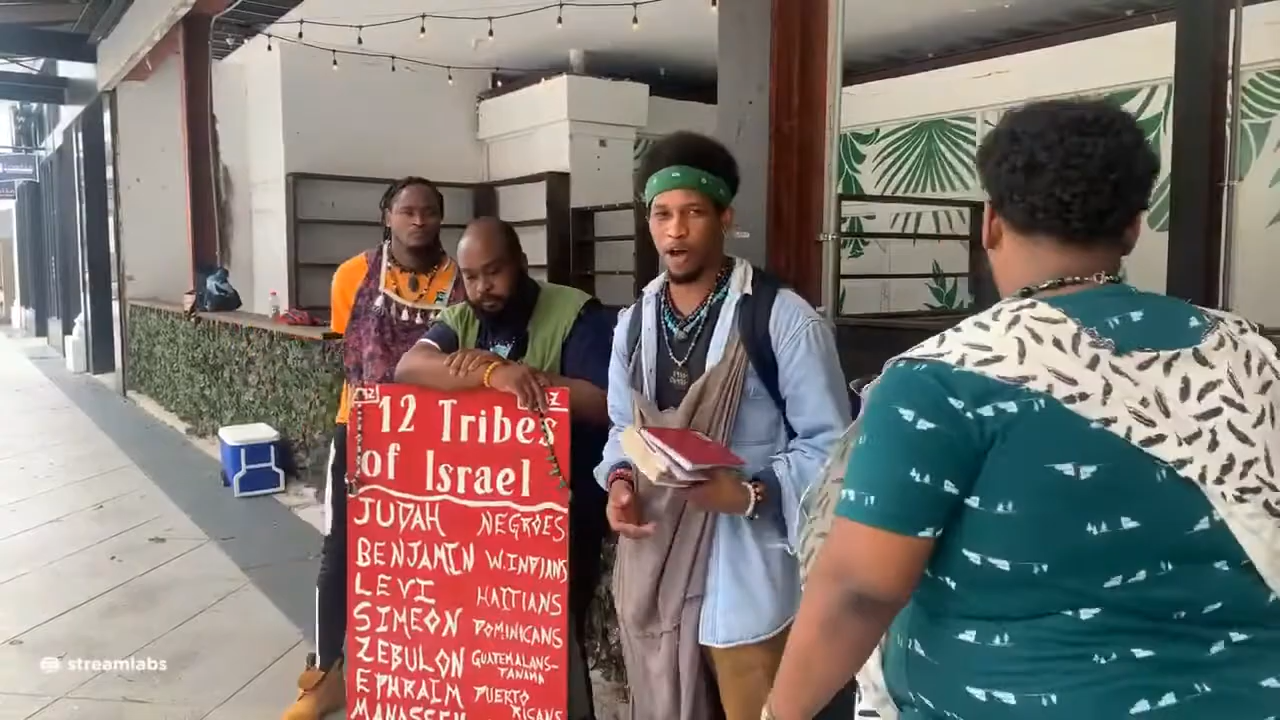 12 Tribes
of Israel
JUDAH NEGROES
BENJAMIN W.INDIANS
LEVI HAITIANS
SIMEON DOMINICANS
ZEBULON GUATEMALANS-
PANAMA
EPHRAIM PUERTO
RICANS
MANASSEH
streamlabs